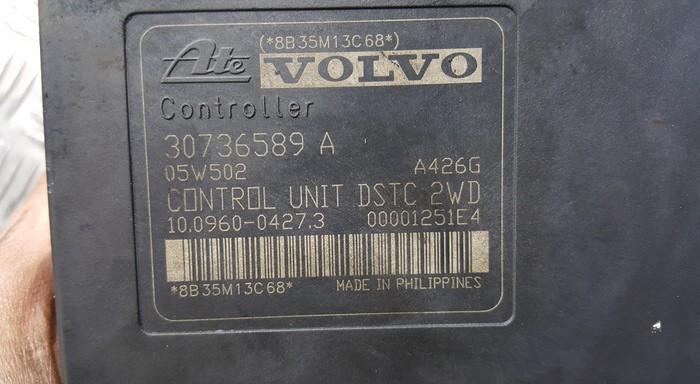 (*8B35M13C68*)
Ate VOLVO
Controller
30736589 A
05W502 A426G
CONTROL UNIT DSTC 2WD
10.0960-0427.3 00001251E4
*8B35M13C68* MADE IN PHILIPPINES